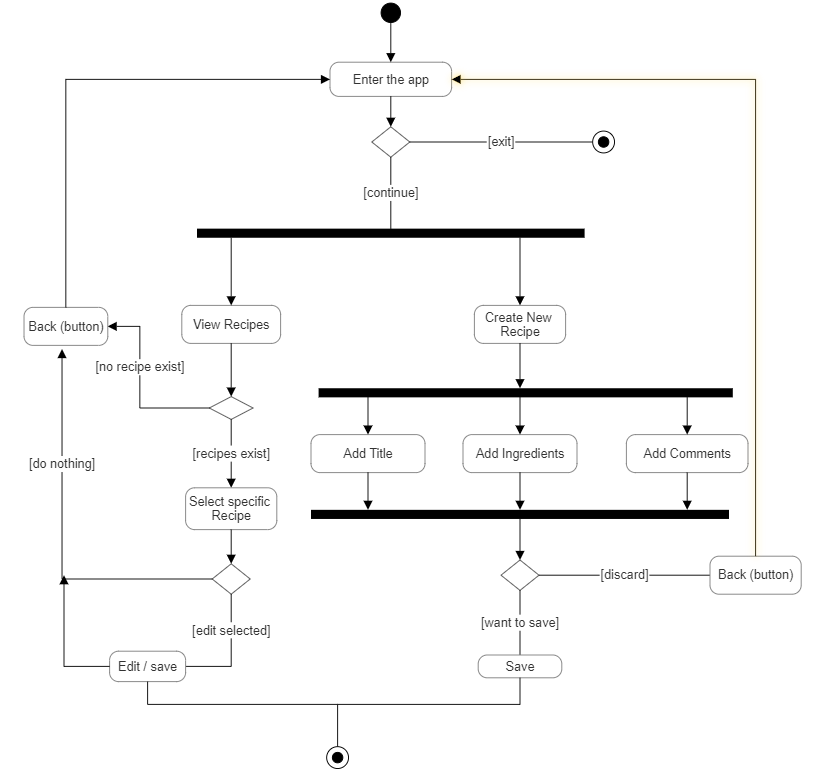 Enter the app
[exit]
[continue]
Back (button)
View Recipes
Create New
Recipe
[no recipe exist]
[recipes exist]
Add Title
Add Ingredients
Add Comments
[do nothing]
Select specific
Recipe
[discard]
Back (button)
[edit selected]
[want to save]
Edit / save
Save